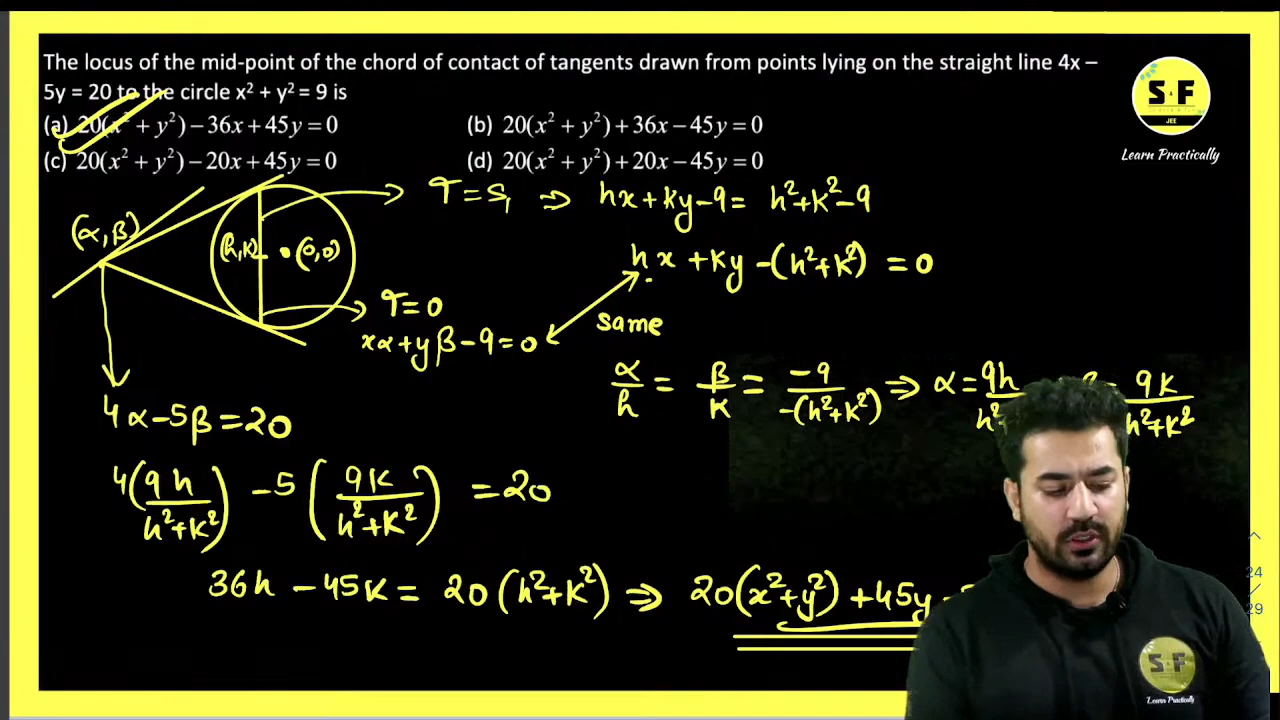 The locus of the mid-point of the chord of contact of tangents drawn from points lying on the straight line 4x –
5y = 20 to the circle x² + y² = 9 is
(a) 20(x² + y²) – 36x + 45y = 0
(b) 20(x² + y²) + 36x – 45y = 0
(c) 20(x² + y²) – 20x + 45y = 0
(d) 20(x² + y²) + 20x – 45y = 0
S&F
JEE
Learn Practically
(α, β)
(h, k)
(0,0)
T = S₁ ⇒ hx + ky - 9 = h² + k² - 9
hx + ky - (h² + k²) = 0
T = 0
xα + yβ - 9 = 0
same
α/h = β/k = -9/-(h² + k²) ⇒ α = 9h/h² 9k/h² + k²
4α - 5β = 20
4(9h/h² + k²) - 5(9k/h² + k²) = 20
36h - 45k = 20(h² + k²) ⇒ 20(x² + y²) + 45y
24
29
S&F
Learn Practically